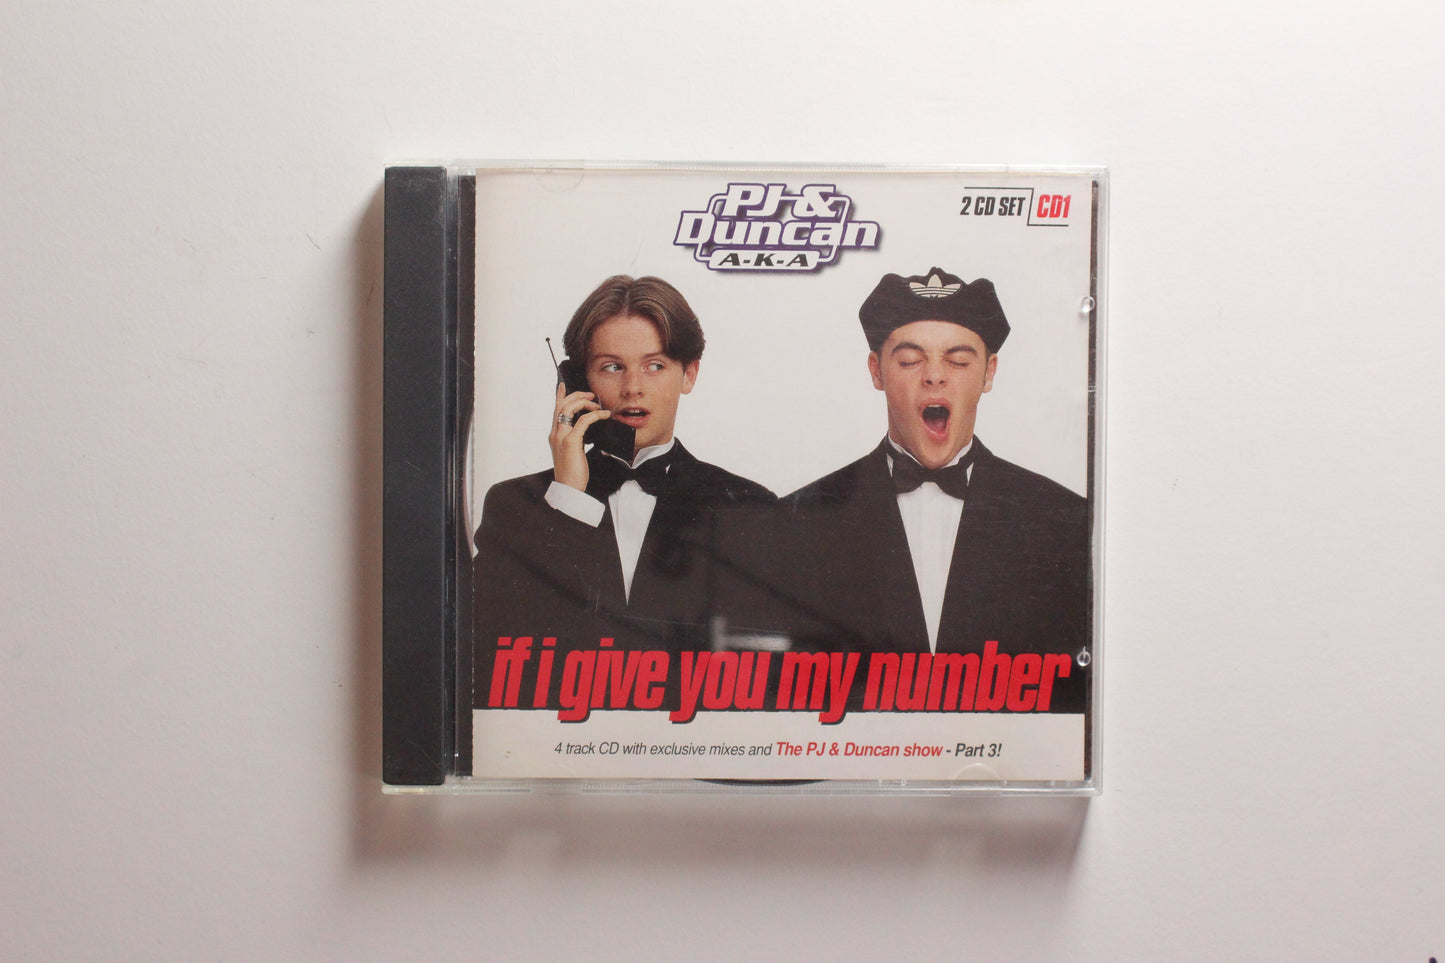 PJ &
Duncan
A-K-A
2 CD SET CD1
if i give you my number
4 track CD with exclusive mixes and The PJ & Duncan show - Part 3!